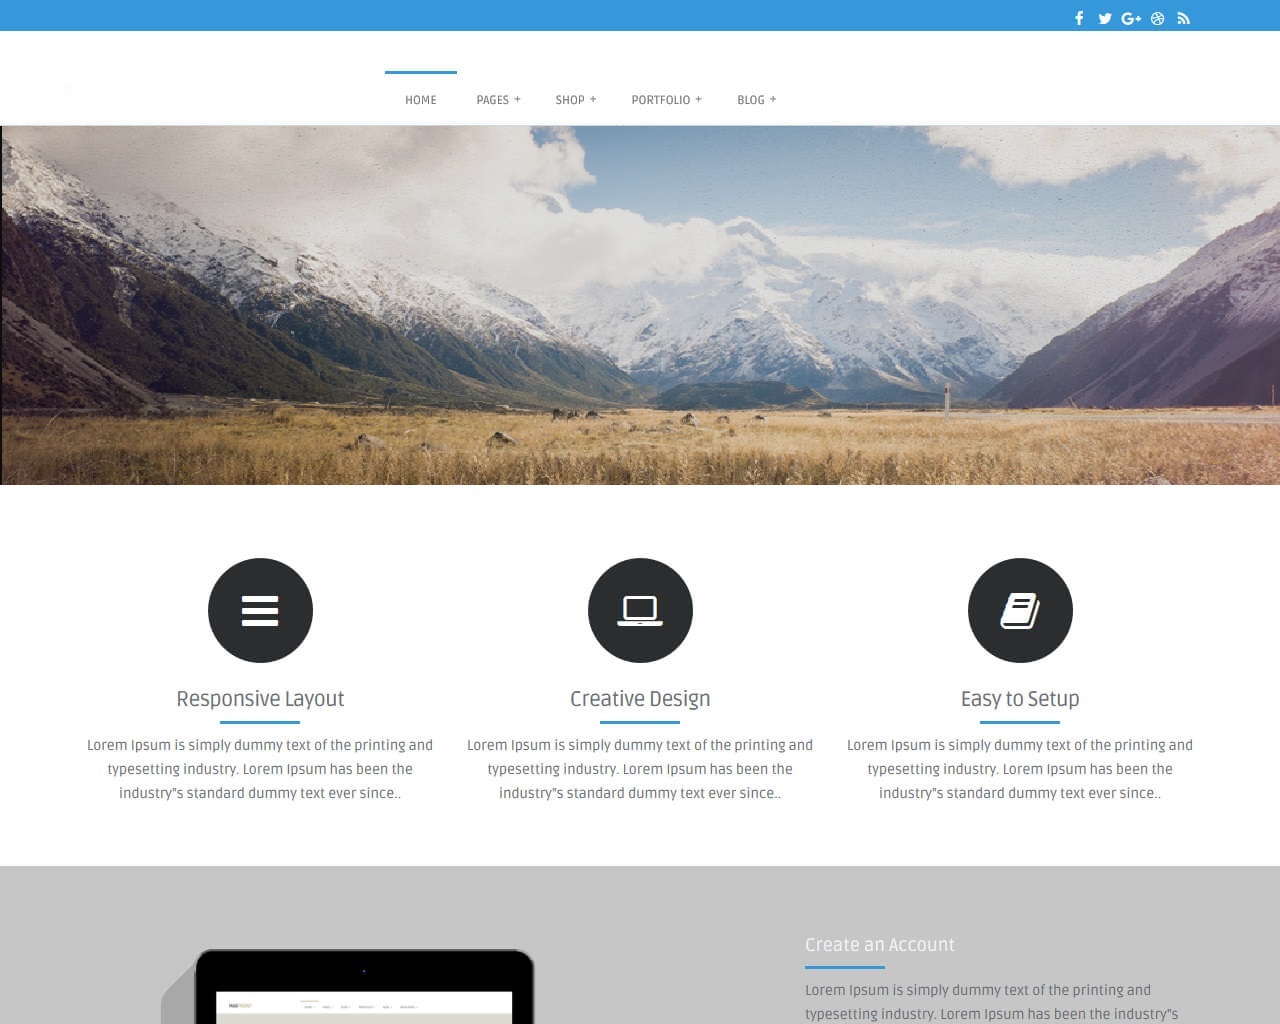 HOME PAGES + SHOP + PORTFOLIO + BLOG +
Responsive Layout
Lorem Ipsum is simply dummy text of the printing and
typesetting industry. Lorem Ipsum has been the
industry"s standard dummy text ever since..
Creative Design
Lorem Ipsum is simply dummy text of the printing and
typesetting industry. Lorem Ipsum has been the
industry"s standard dummy text ever since..
Easy to Setup
Lorem Ipsum is simply dummy text of the printing and
typesetting industry. Lorem Ipsum has been the
industry"s standard dummy text ever since..
Create an Account
Lorem Ipsum is simply dummy text of the printing and
typesetting industry. Lorem Ipsum has been the industry"s